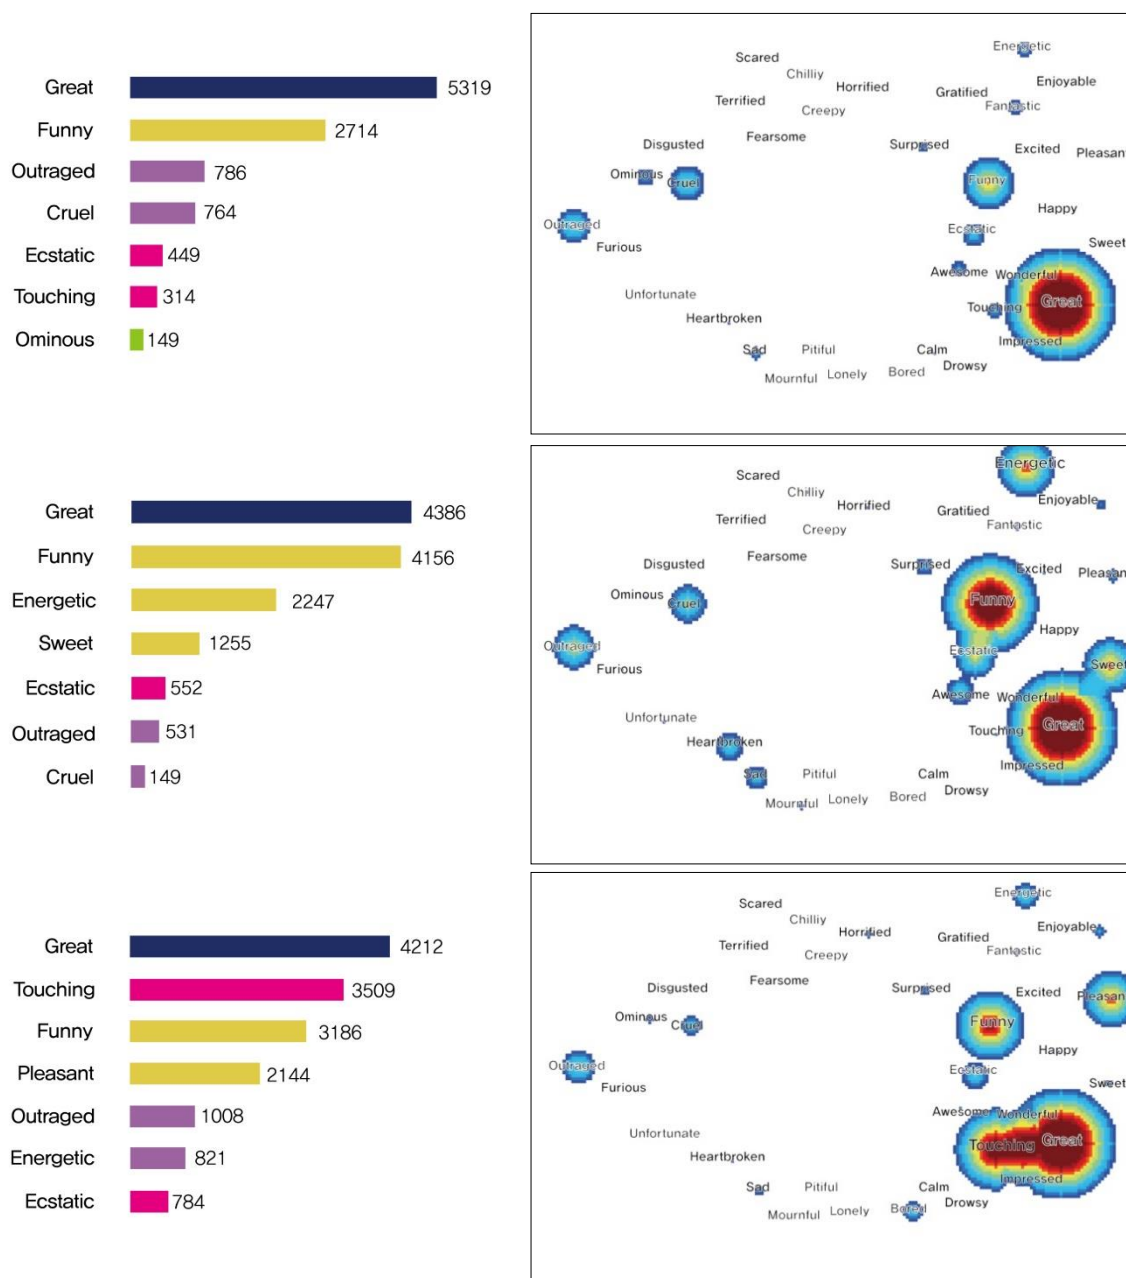 Great 5319
Funny 2714
Outraged 786
Cruel 764
Ecstatic 449
Touching 314
Ominous 149
Energetic
Scared
Chilliy
Enjoyable
Horrified
Gratified
Terrified
Fantastic
Creepy
Fearsome
Disgusted
Surprised
Excited
Pleasant
Ominous
Cruel
Funny
Happy
Outraged
Ecstatic
Furious
Sweet
Awesome
Wonderful
Unfortunate
Great
Touching
Heartbroken
Impressed
Sad
Pitiful
Calm
Drowsy
Mournful
Lonely
Bored
Great 4386
Funny 4156
Energetic 2247
Sweet 1255
Ecstatic 552
Outraged 531
Cruel 149
Energetic
Scared
Chilliy
Enjoyable
Horrified
Gratified
Terrified
Fantastic
Creepy
Fearsome
Disgusted
Surprised
Excited
Pleasant
Ominous
Cruel
Funny
Happy
Outraged
Ecstatic
Furious
Sweet
Awesome
Wonderful
Unfortunate
Great
Touching
Heartbroken
Impressed
Sad
Pitiful
Calm
Drowsy
Mournful
Lonely
Bored
Great 4212
Touching 3509
Funny 3186
Pleasant 2144
Outraged 1008
Energetic 821
Ecstatic 784
Energetic
Scared
Chilliy
Enjoyable
Horrified
Gratified
Terrified
Fantastic
Creepy
Fearsome
Disgusted
Surprised
Excited
Pleasant
Ominous
Cruel
Funny
Happy
Outraged
Ecstatic
Furious
Sweet
Awesome
Wonderful
Unfortunate
Great
Touching
Heartbroken
Impressed
Sad
Pitiful
Calm
Drowsy
Mournful
Lonely
Bored